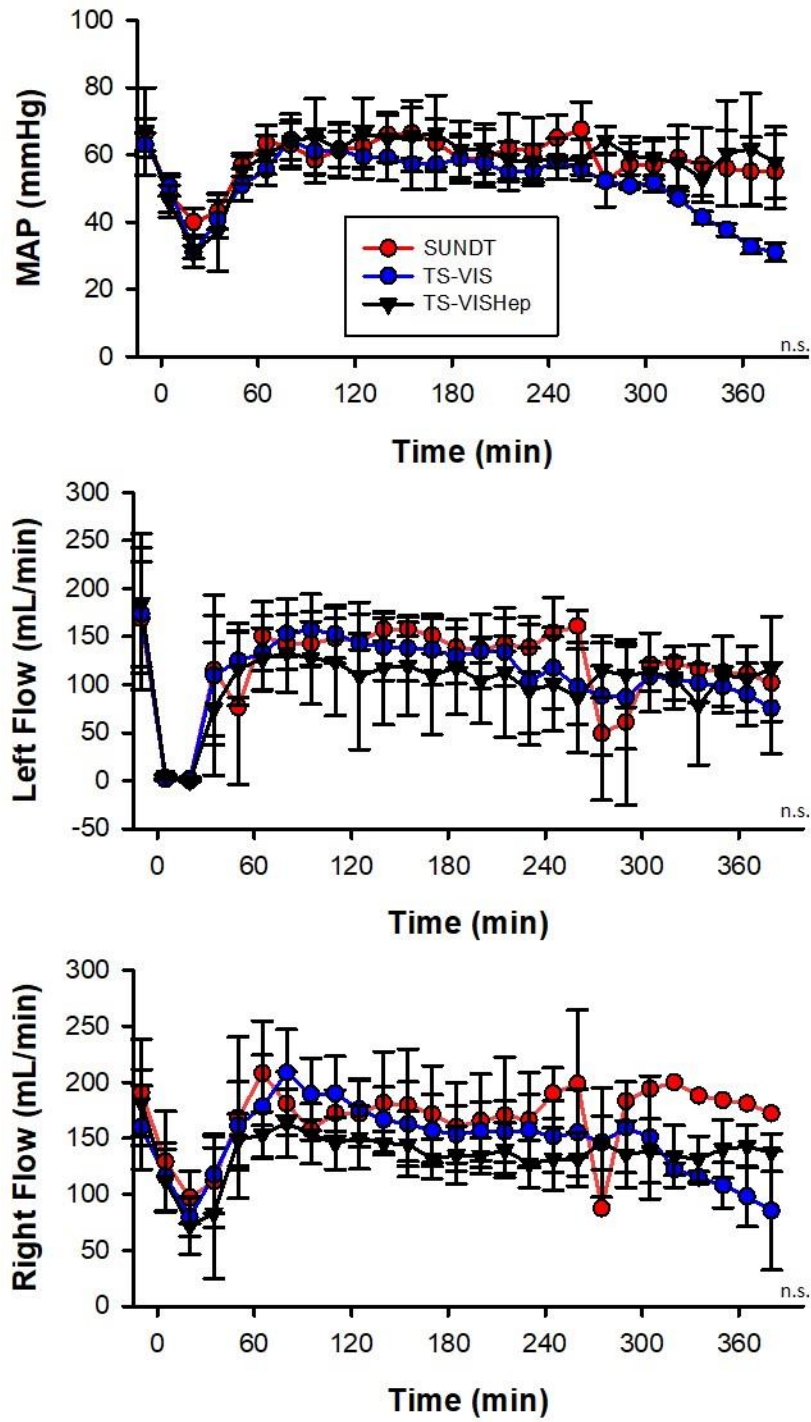 MAP (mmHg)
100
80
60
40
20
0
SUNDT
TS-VIS
TS-VISHep
n.s.
0 60 120 180 240 300 360
Time (min)
Left Flow (mL/min)
300
250
200
150
100
50
0
-50
n.s.
0 60 120 180 240 300 360
Time (min)
Right Flow (mL/min)
300
250
200
150
100
50
0
n.s.
0 60 120 180 240 300 360
Time (min)